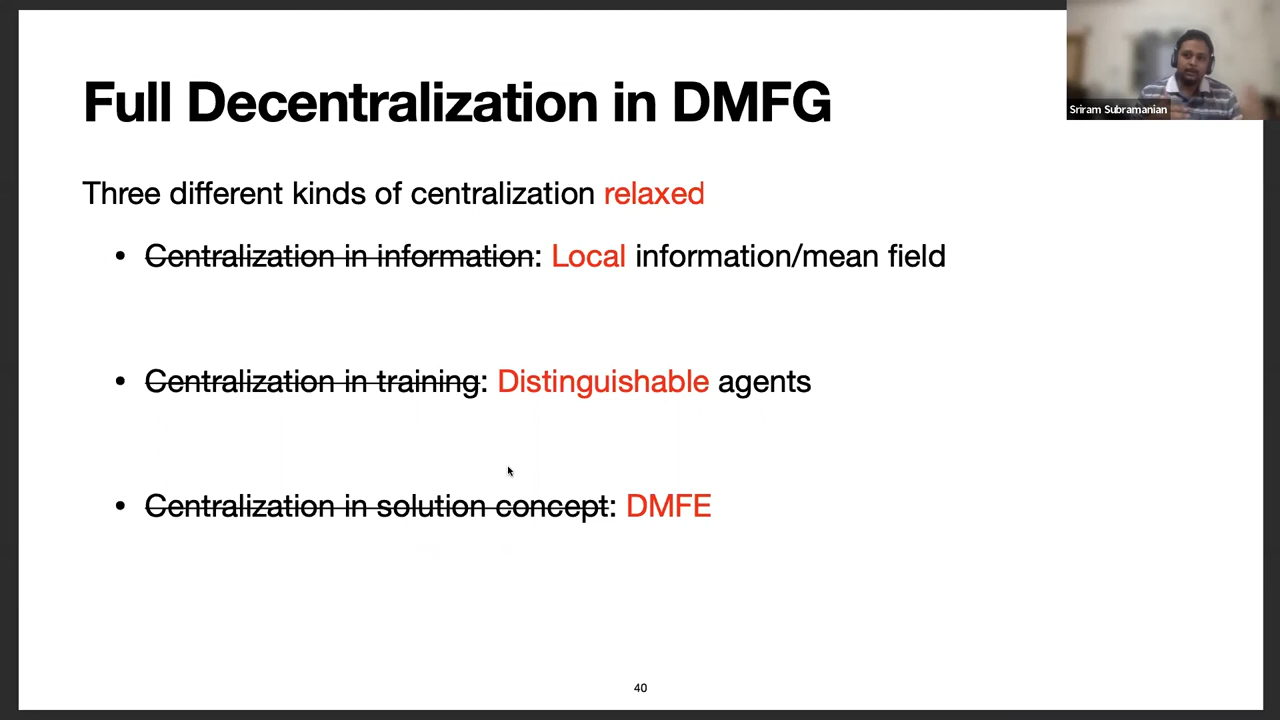 Full Decentralization in DMFG
Sriram Subramanian
Three different kinds of centralization relaxed
• Centralization in information: Local information/mean field
• Centralization in training: Distinguishable agents
• Centralization in solution concept: DMFE
40